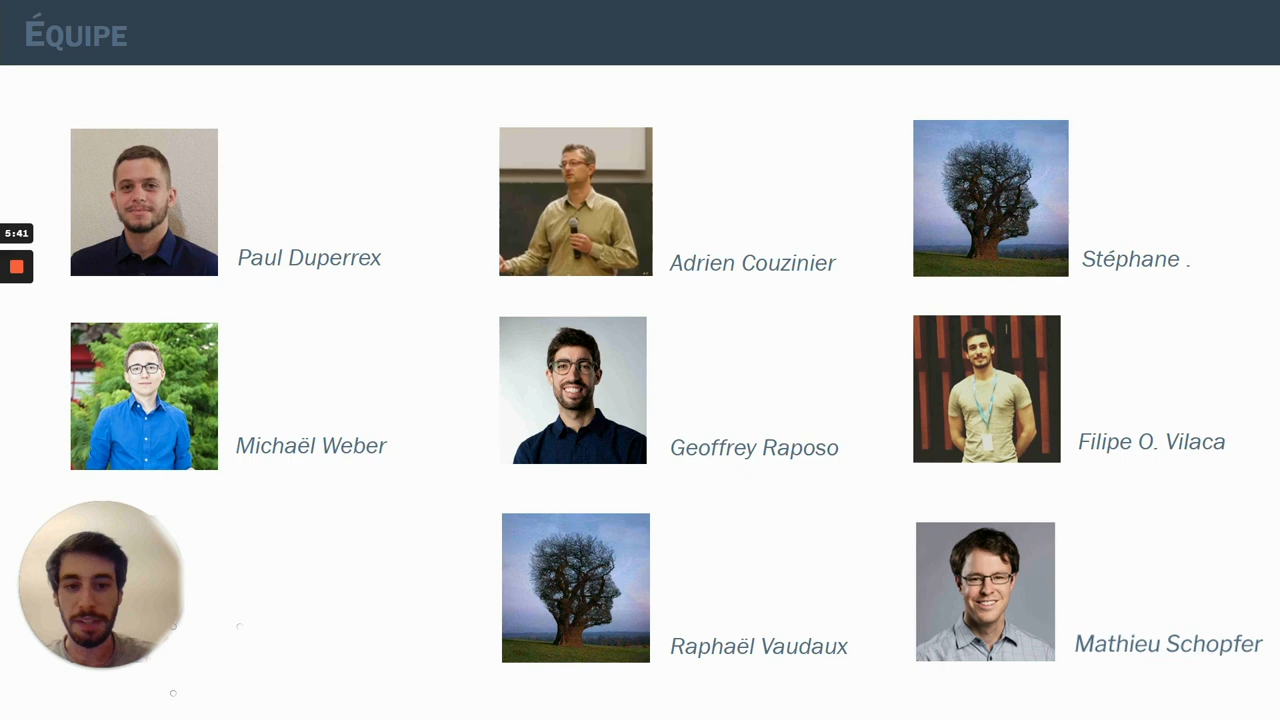 ÉQUIPE
Paul Duperrex
Adrien Couzinier
Stéphane .
5:41
Michaël Weber
Geoffrey Raposo
Filipe O. Vilaca
Raphaël Vaudaux
Mathieu Schopfer